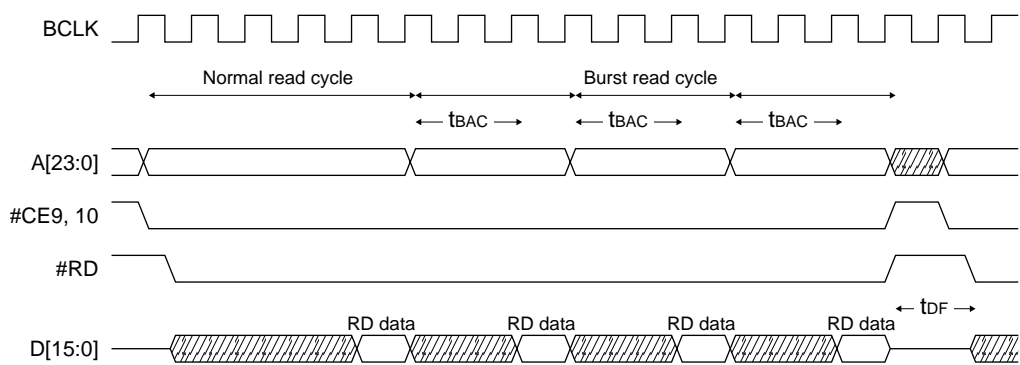 BCLK
Normal read cycle Burst read cycle
tBAC tBAC tBAC
A[23:0]
#CE9, 10
#RD
tDF
RD data RD data RD data RD data
D[15:0]